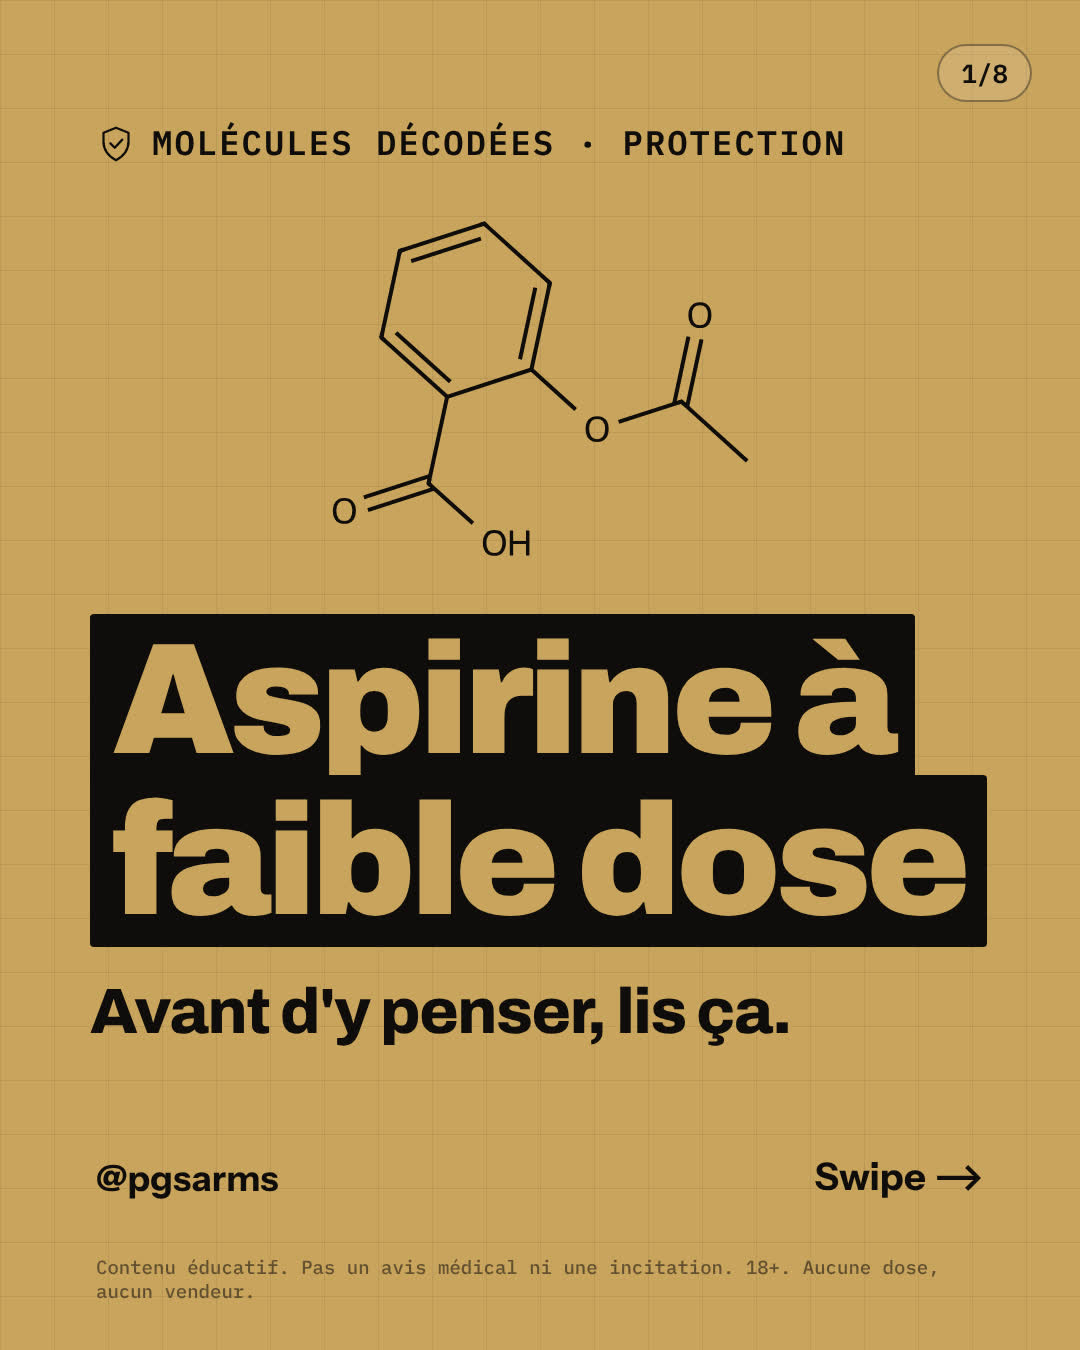 1/8
MOLÉCULES DÉCODÉES · PROTECTION
O
O
O
OH
Aspirine à
faible dose
Avant d'y penser, lis ça.
@pgsarms
Swipe →
Contenu éducatif. Pas un avis médical ni une incitation. 18+. Aucune dose,
aucun vendeur.